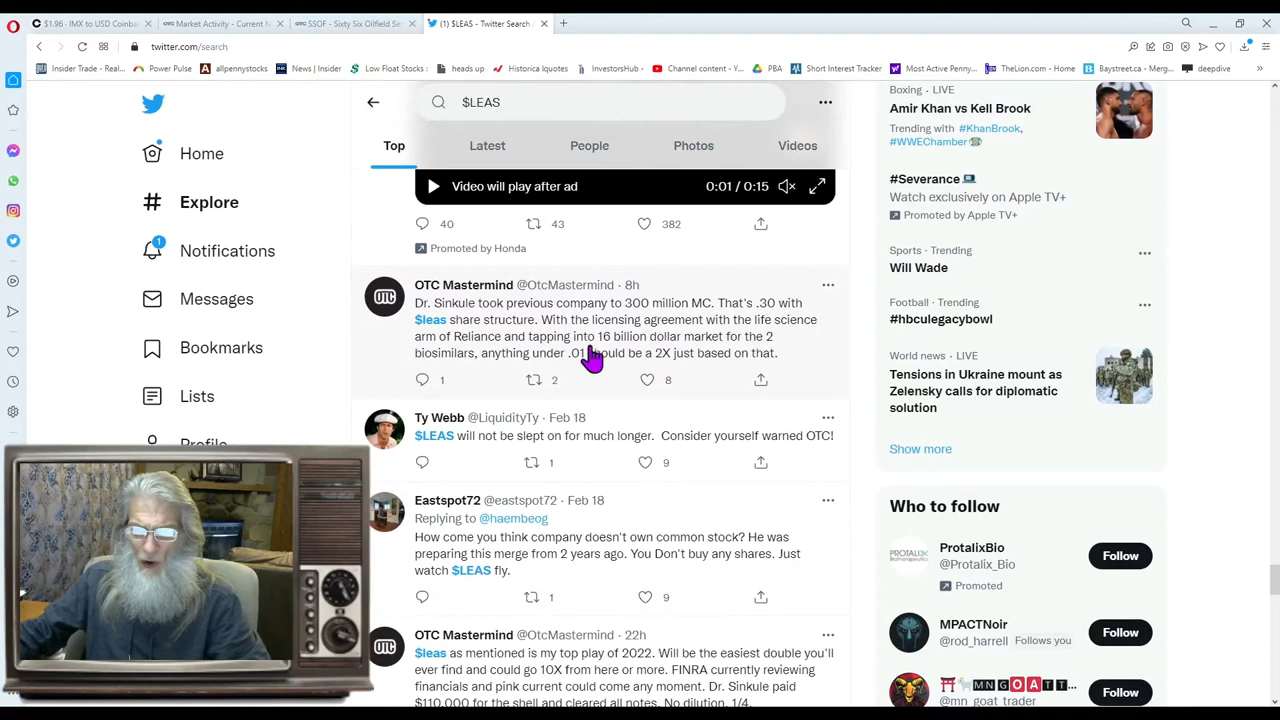 $1.96 - IMX to USD Coinba
Market Activity - Current M
SSOF - Sixty Six Oilfield Se
(1) $LEAS - Twitter Search
twitter.com/search
Insider Trade - Real...
Power Pulse
allpennystocks
News | Insider
Low Float Stocks :
heads up
Historica lquotes
InvestorsHub
Channel content - Y...
PBA
Short Interest Tracker
Most Active Penny...
TheLion.com - Home
Baystreet.ca - Merg...
deepdive
$LEAS
Top
Latest
People
Photos
Videos
Home
Explore
Notifications
1
Messages
Bookmarks
Lists
Profile
Video will play after ad
0:01 / 0:15
40
43
382
Promoted by Honda
OTC Mastermind @OtcMastermind · 8h
Dr. Sinkule took previous company to 300 million MC. That's .30 with
$leas share structure. With the licensing agreement with the life science
arm of Reliance and tapping into 16 billion dollar market for the 2
biosimilars, anything under .01 should be a 2X just based on that.
1
2
8
Ty Webb @LiquidityTy · Feb 18
$LEAS will not be slept on for much longer. Consider yourself warned OTC!
1
9
Eastspot72 @eastspot72 · Feb 18
Replying to @haembeog
How come you think company doesn't own common stock? He was
preparing this merge from 2 years ago. You Don't buy any shares. Just
watch $LEAS fly.
1
9
OTC Mastermind @OtcMastermind · 22h
$leas as mentioned is my top play of 2022. Will be the easiest double you'll
ever find and could go 10X from here or more. FINRA currently reviewing
financials and pink current could come any moment. Dr. Sinkule paid
$110,000 for the shell and cleared all notes. No dilution. 1/4.
OTC
OTC
Boxing · LIVE
Amir Khan vs Kell Brook
Trending with #KhanBrook,
#WWEChamber
#Severance
Watch exclusively on Apple TV+
Promoted by Apple TV+
Sports · Trending
Will Wade
Football · Trending
#hbculegacybowl
World news · LIVE
Tensions in Ukraine mount as
Zelensky calls for diplomatic
solution
Show more
Who to follow
ProtalixBio
@Protalix_Bio
Promoted
Follow
MPACTNoir
@rod_harrell Follows you
Follow
MNGOATT...
@mn_goat_trader
Follow